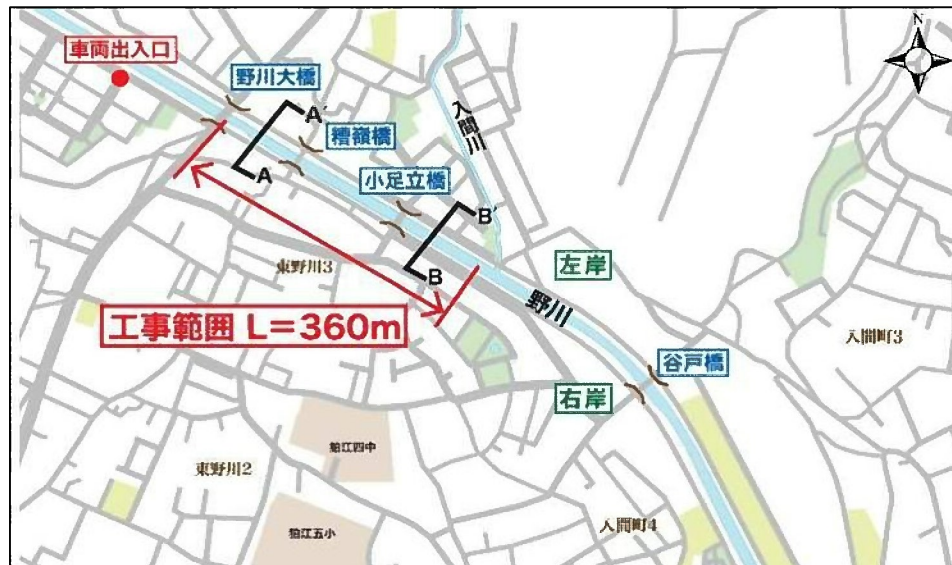 N
車両出入口
野川大橋
A´
入間川
糟嶺橋
A
小足立橋
B´
東野川3
B
左岸
野川
工事範囲 L=360m
入間町3
谷戸橋
右岸
狛江四中
東野川2
狛江五小
入間町4